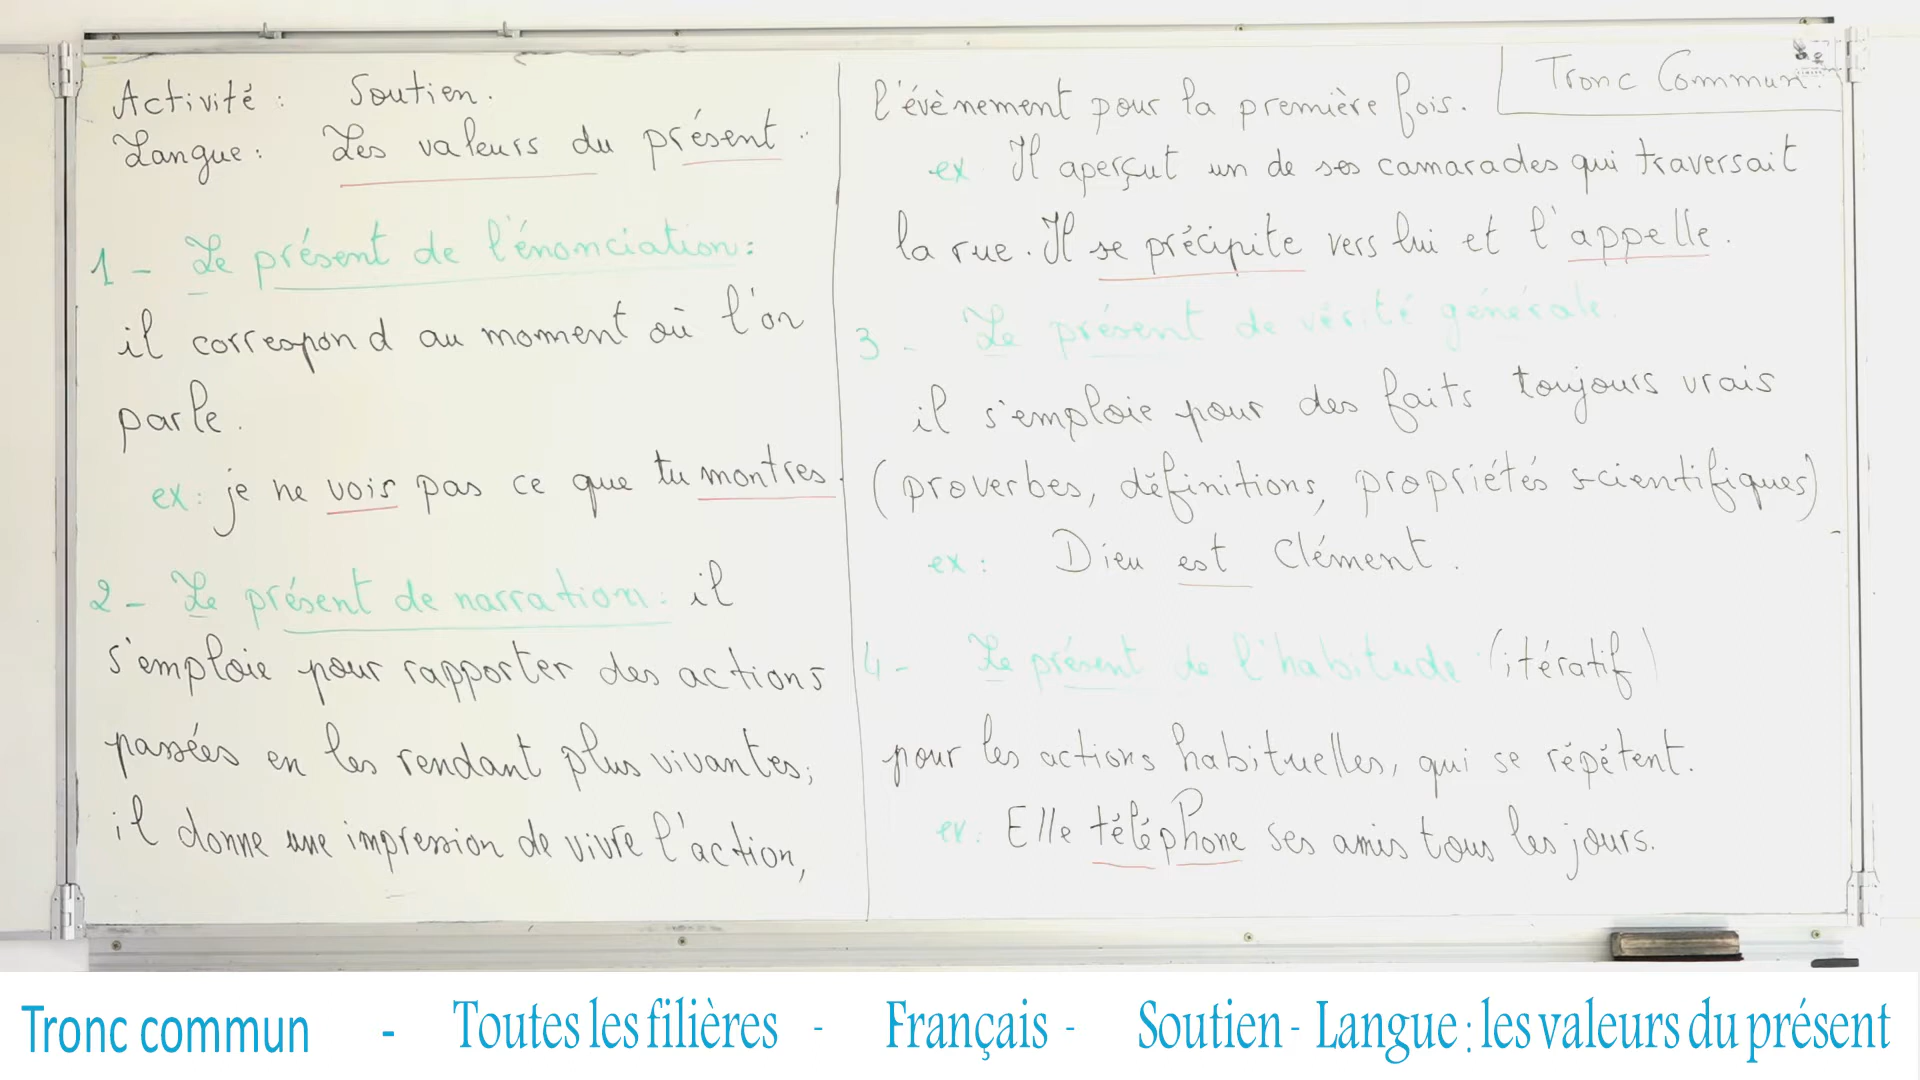 Activité : Soutien.
Langue : Les valeurs du présent.
1 - Le présent de l'énonciation :
il correspond au moment où l'on
parle.
ex : je ne vois pas ce que tu montres.
2 - Le présent de narration : il
s'emploie pour rapporter des actions
passées en les rendant plus vivantes ;
il donne une impression de vivre l'action,
Tronc Commun.
l'évènement pour la première fois.
ex Il aperçut un de ses camarades qui traversait
la rue. Il se précipite vers lui et l'appelle.
3 - Le présent de vérité générale.
il s'emploie pour des faits toujours vrais
(proverbes, définitions, propriétés scientifiques)
ex : Dieu est Clément.
4 - Le présent de l'habitude : (itératif)
pour les actions habituelles, qui se répètent.
ex : Elle téléphone ses amis tous les jours.
Tronc commun - Toutes les filières - Français - Soutien - Langue : les valeurs du présent